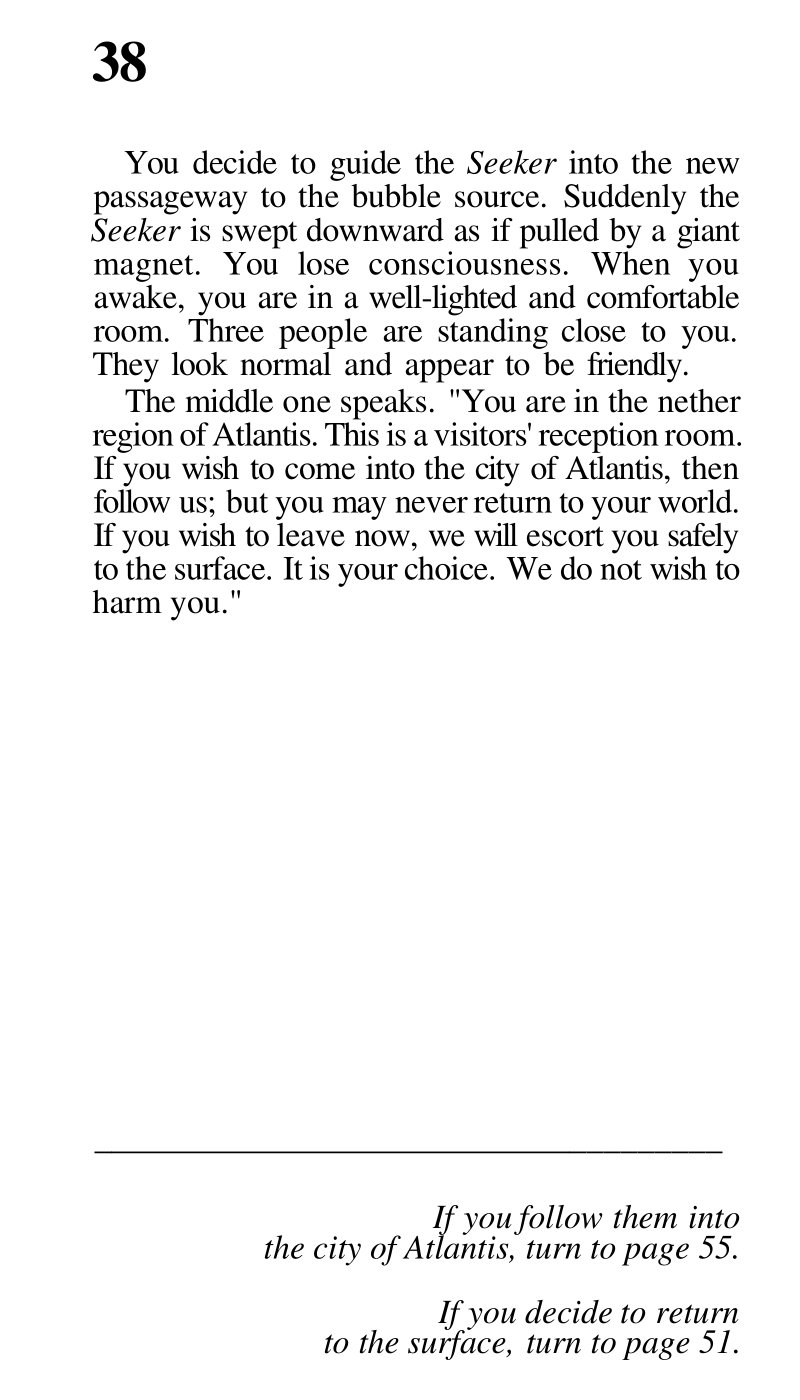 38
You decide to guide the Seeker into the new
passageway to the bubble source. Suddenly the
Seeker is swept downward as if pulled by a giant
magnet. You lose consciousness. When you
awake, you are in a well-lighted and comfortable
room. Three people are standing close to you.
They look normal and appear to be friendly.
The middle one speaks. "You are in the nether
region of Atlantis. This is a visitors' reception room.
If you wish to come into the city of Atlantis, then
follow us; but you may never return to your world.
If you wish to leave now, we will escort you safely
to the surface. It is your choice. We do not wish to
harm you."
If you follow them into
the city of Atlantis, turn to page 55.
If you decide to return
to the surface, turn to page 51.